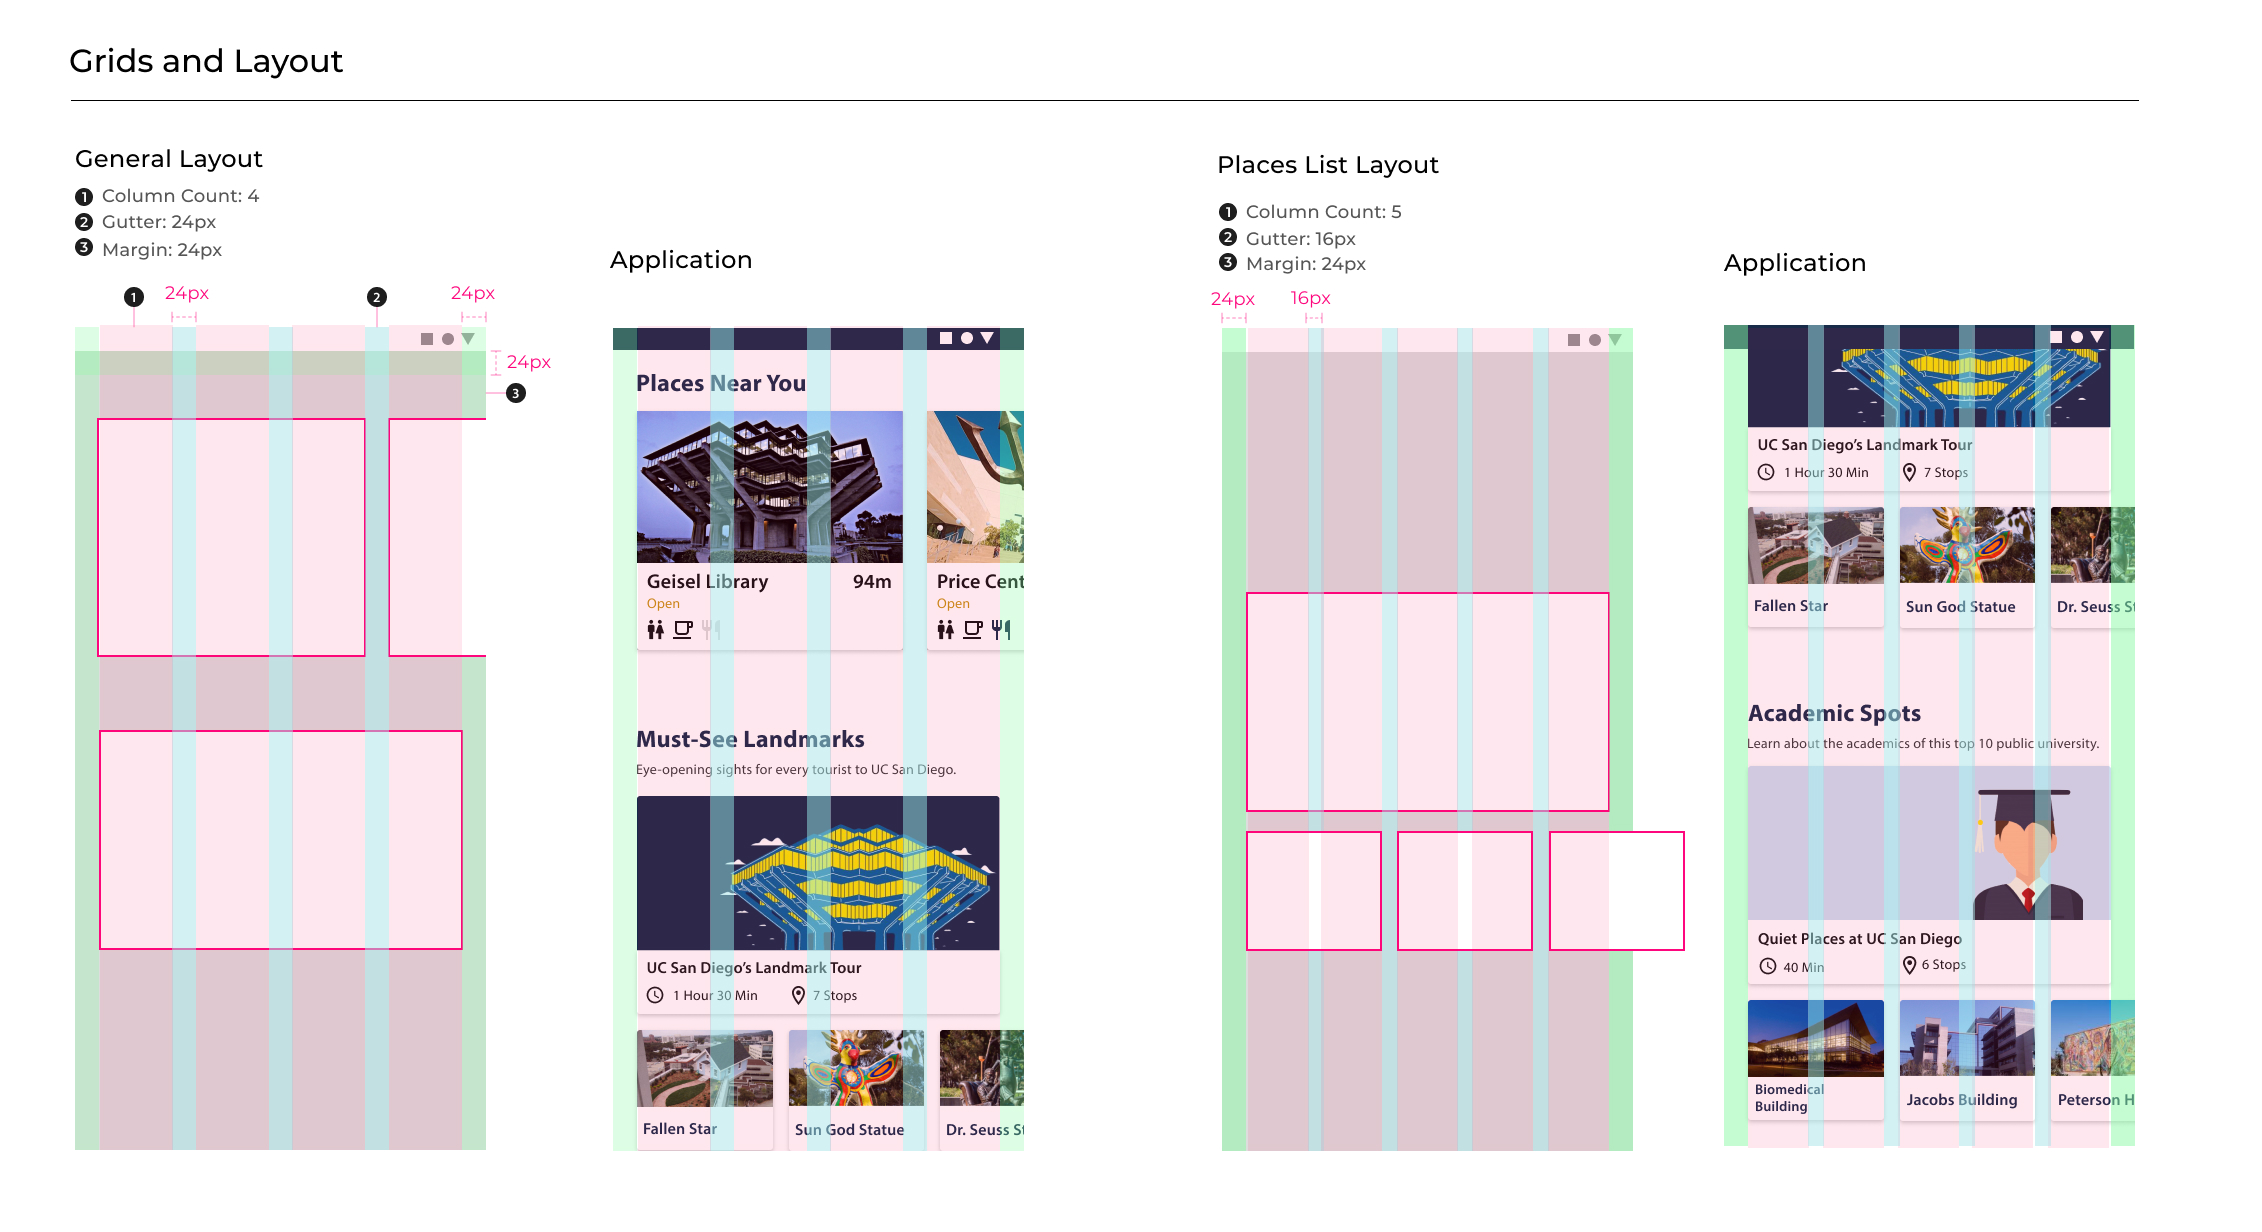 Grids and Layout
General Layout
1 Column Count: 4
2 Gutter: 24px
3 Margin: 24px
1
24px
2
24px
24px
3
Application
Places Near You
Geisel Library 94m
Open
Price Cent
Open
Must-See Landmarks
Eye-opening sights for every tourist to UC San Diego.
UC San Diego’s Landmark Tour
1 Hour 30 Min 7 Stops
Fallen Star
Sun God Statue
Dr. Seuss St
Places List Layout
1 Column Count: 5
2 Gutter: 16px
3 Margin: 24px
24px
16px
Application
UC San Diego’s Landmark Tour
1 Hour 30 Min 7 Stops
Fallen Star
Sun God Statue
Dr. Seuss St
Academic Spots
Learn about the academics of this top 10 public university.
Quiet Places at UC San Diego
40 Min 6 Stops
Biomedical
Building
Jacobs Building
Peterson H